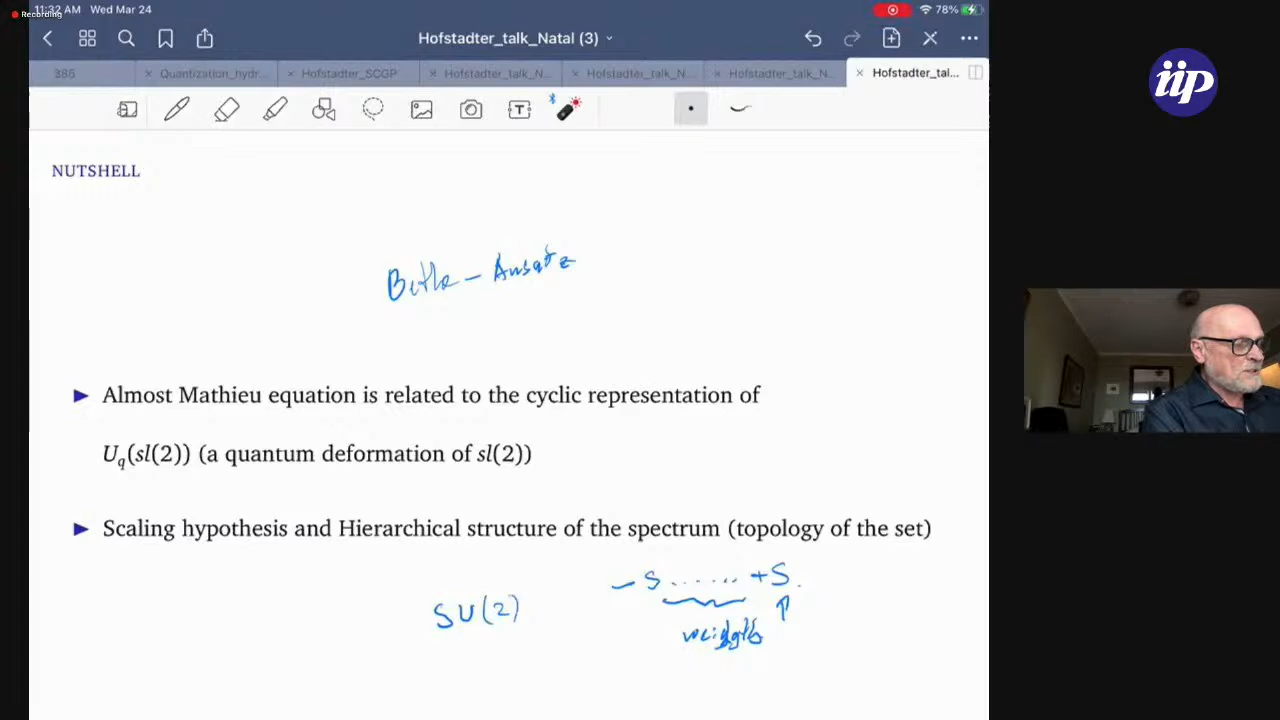 11:32 AM Wed Mar 24
Recording
78%
Hofstadter_talk_Natal (3)
385
Quantization_hydr...
Hofstadter_SCGP
Hofstadter_talk_N...
Hofstadter_talk_N...
Hofstadter_talk_N...
Hofstadter_tal...
T
iip
NUTSHELL
Bethe - Ansatz
Almost Mathieu equation is related to the cyclic representation of
Uq(sl(2)) (a quantum deformation of sl(2))
Scaling hypothesis and Hierarchical structure of the spectrum (topology of the set)
- S ...... + S .
SU(2)
weights